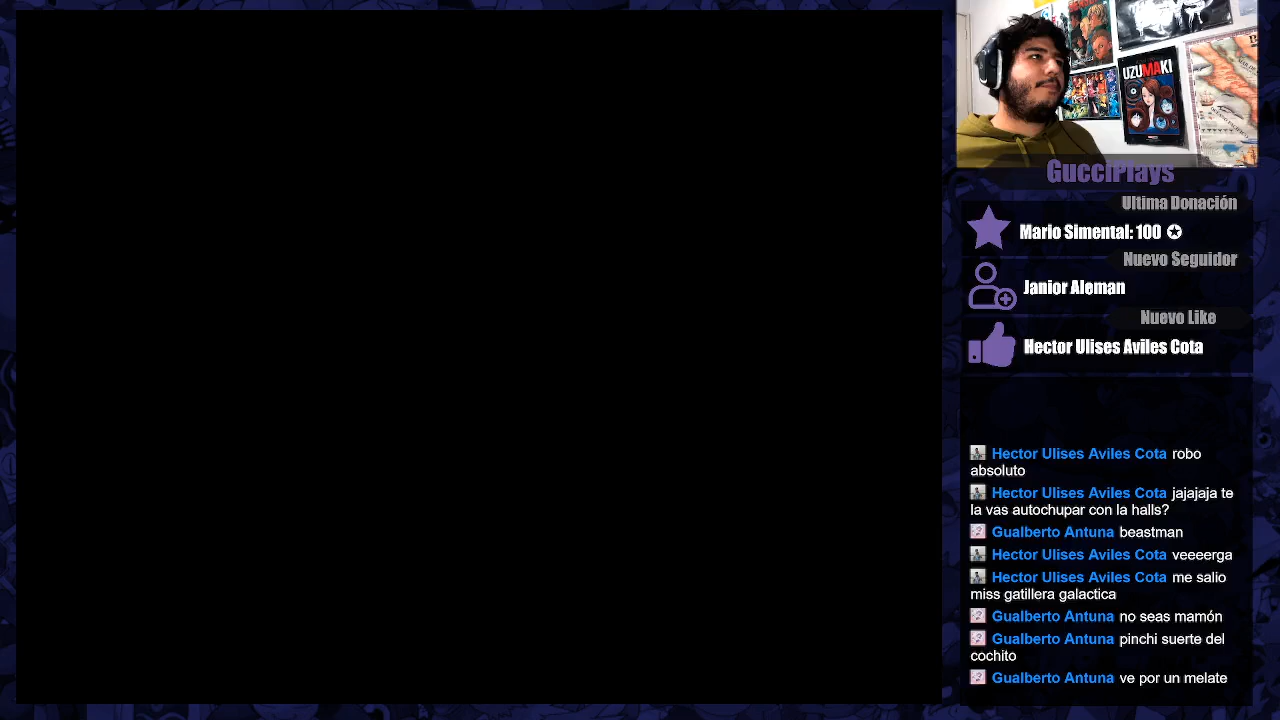 UZUMAKI
GucciPlays
Ultima Donación
Mario Simental: 100
Nuevo Seguidor
Janior Aleman
Nuevo Like
Hector Ulises Aviles Cota
Hector Ulises Aviles Cota robo
absoluto
Hector Ulises Aviles Cota jajajaja te
la vas autochupar con la halls?
Gualberto Antuna beastman
Hector Ulises Aviles Cota veeeerga
Hector Ulises Aviles Cota me salio
miss gatillera galactica
Gualberto Antuna no seas mamón
Gualberto Antuna pinchi suerte del
cochito
Gualberto Antuna ve por un melate